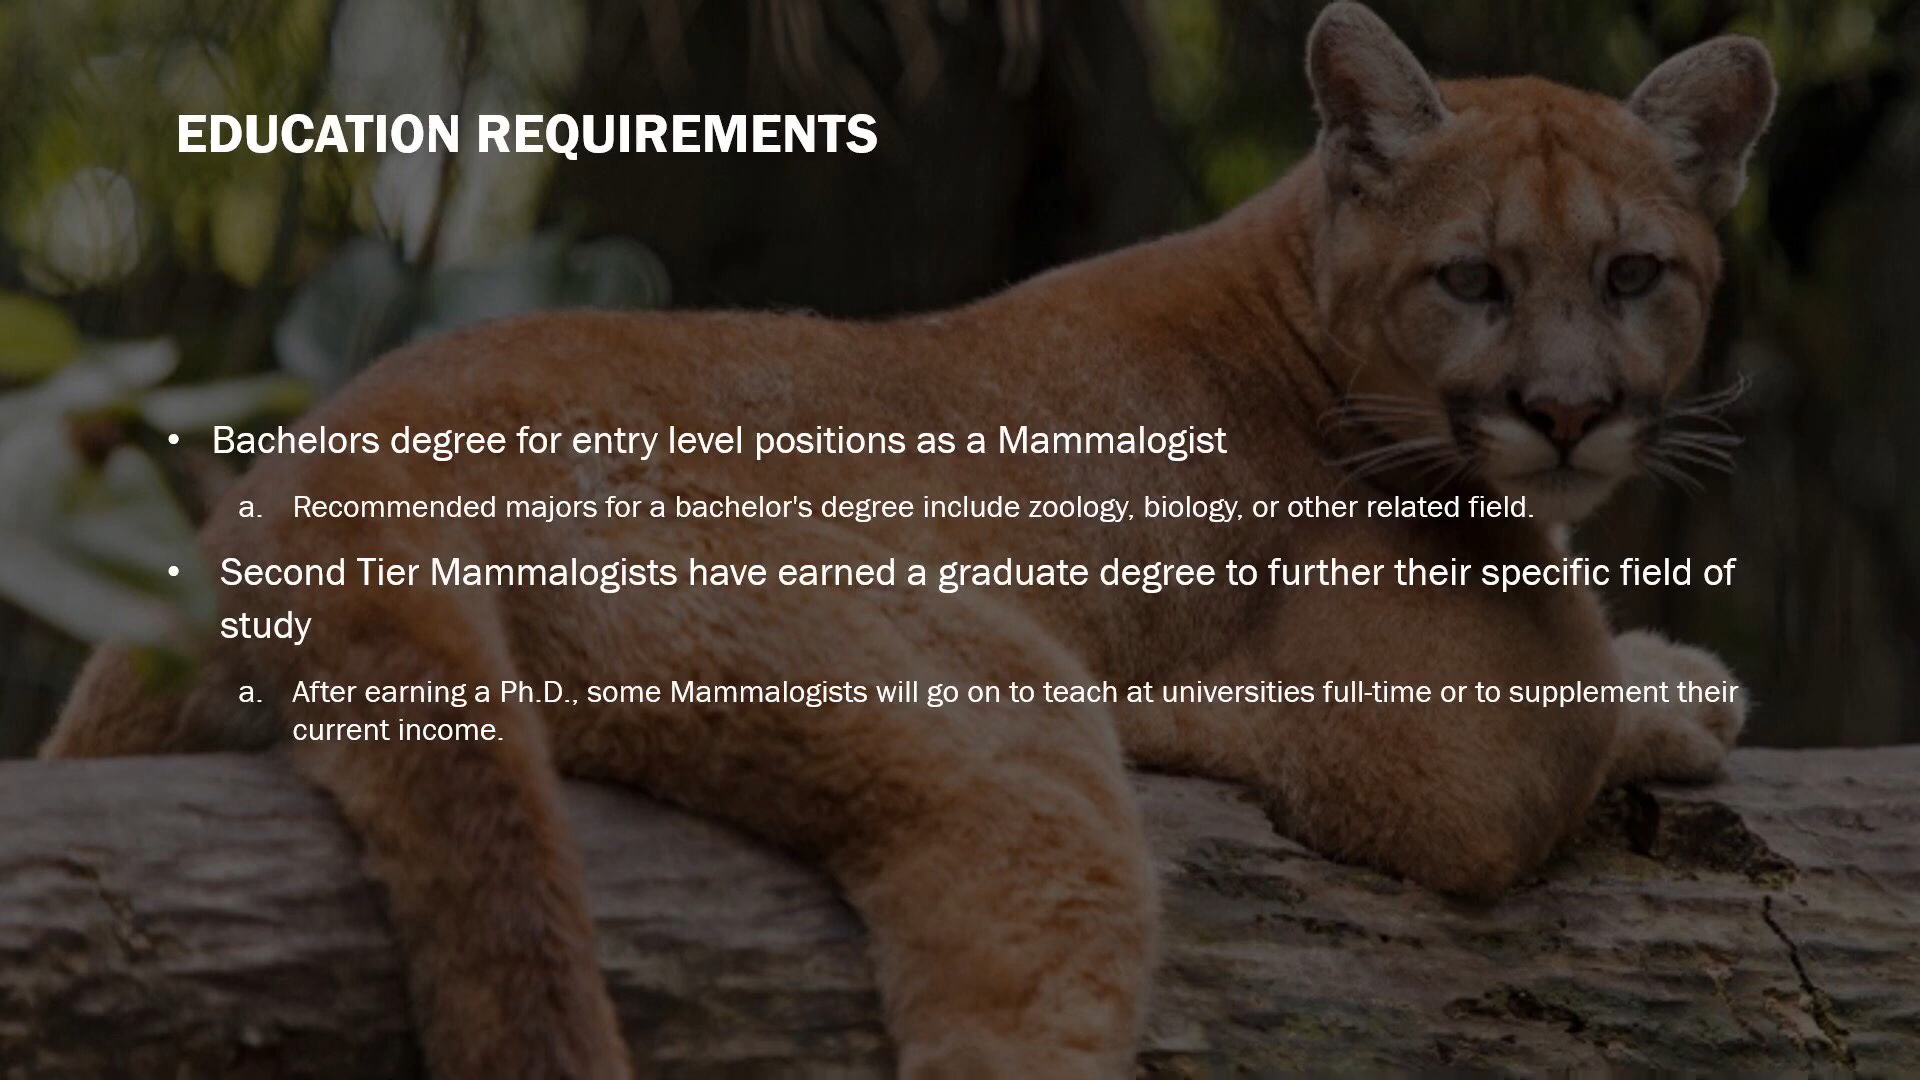 EDUCATION REQUIREMENTS
• Bachelors degree for entry level positions as a Mammalogist
a. Recommended majors for a bachelor's degree include zoology, biology, or other related field.
• Second Tier Mammalogists have earned a graduate degree to further their specific field of
study
a. After earning a Ph.D., some Mammalogists will go on to teach at universities full-time or to supplement their
current income.